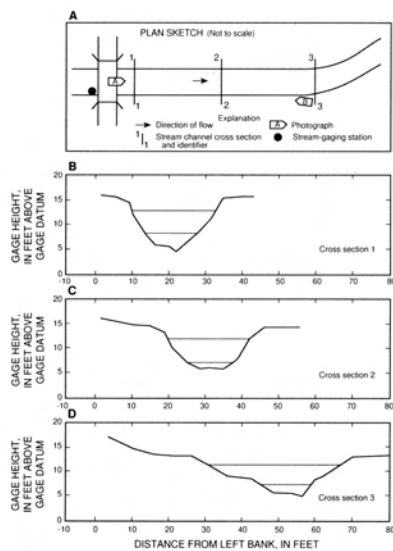 A
PLAN SKETCH (Not to scale)
1 2 3
A
B
1 2 3
Explanation
Direction of flow
A Photograph
1 1 Stream channel cross section and identifier
Stream-gaging station
B
GAGE HEIGHT, IN FEET ABOVE GAGE DATUM
20
15
10
5
0
Cross section 1
-10 0 10 20 30 40 50 60 70 80
C
GAGE HEIGHT, IN FEET ABOVE GAGE DATUM
20
15
10
5
0
Cross section 2
-10 0 10 20 30 40 50 60 70 80
D
GAGE HEIGHT, IN FEET ABOVE GAGE DATUM
20
15
10
5
0
Cross section 3
-10 0 10 20 30 40 50 60 70 80
DISTANCE FROM LEFT BANK, IN FEET